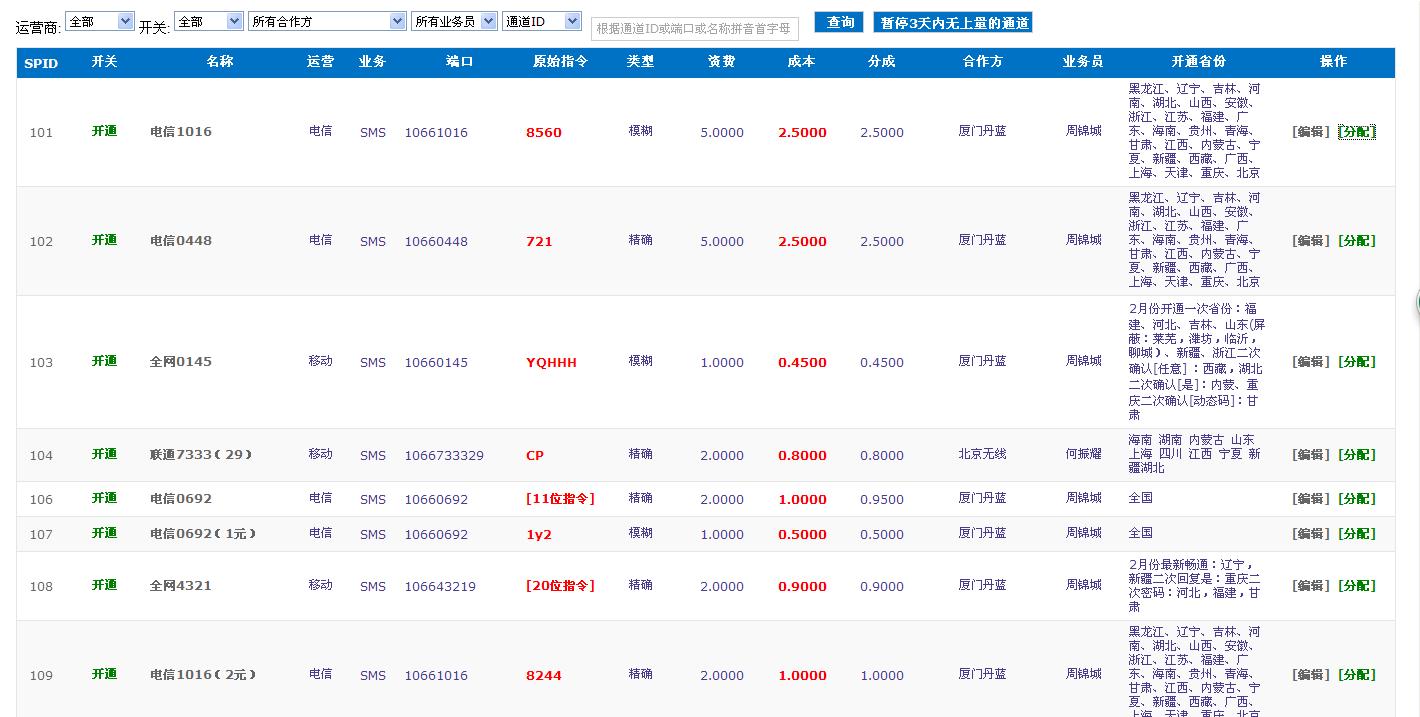 运营商: 全部 开关: 全部 所有合作方 所有业务员 通道ID 根据通道ID或端口或名称拼音首字母 查询 暂停3天内无上量的通道
SPID 开关 名称 运营 业务 端口 原始指令 类型 资费 成本 分成 合作方 业务员 开通省份 操作
黑龙江、辽宁、吉林、河
南、湖北、山西、安徽、
浙江、江苏、福建、广
101 开通 电信1016 电信 SMS 10661016 8560 模糊 5.0000 2.5000 2.5000 厦门丹蓝 周锦城 东、海南、贵州、青海、 [编辑] [分配]
甘肃、江西、内蒙古、宁
夏、新疆、西藏、广西、
上海、天津、重庆、北京
黑龙江、辽宁、吉林、河
南、湖北、山西、安徽、
浙江、江苏、福建、广
102 开通 电信0448 电信 SMS 10660448 721 精确 5.0000 2.5000 2.5000 厦门丹蓝 周锦城 东、海南、贵州、青海、 [编辑] [分配]
甘肃、江西、内蒙古、宁
夏、新疆、西藏、广西、
上海、天津、重庆、北京
2月份开通一次省份：福
建、河北、吉林、山东(屏
蔽：莱芜，潍坊，临沂，
聊城)、新疆、浙江二次
103 开通 全网0145 移动 SMS 10660145 YQHHH 模糊 1.0000 0.4500 0.4500 厦门丹蓝 周锦城 确认[任意]：西藏，湖北 [编辑] [分配]
二次确认[是]：内蒙、重
庆二次确认[动态码]：甘
肃
海南 湖南 内蒙古 山东
104 开通 联通7333(29) 移动 SMS 1066733329 CP 精确 2.0000 0.8000 0.8000 北京无线 何振耀 上海 四川 江西 宁夏 新 [编辑] [分配]
疆湖北
106 开通 电信0692 电信 SMS 10660692 [11位指令] 精确 2.0000 1.0000 0.9500 厦门丹蓝 周锦城 全国 [编辑] [分配]
107 开通 电信0692(1元) 电信 SMS 10660692 1y2 模糊 1.0000 0.5000 0.5000 厦门丹蓝 周锦城 全国 [编辑] [分配]
2月份最新畅通：辽宁，
108 开通 全网4321 移动 SMS 106643219 [20位指令] 精确 2.0000 0.9000 0.9000 厦门丹蓝 周锦城 新疆二次回复是：重庆二 [编辑] [分配]
次密码：河北，福建，甘
肃
黑龙江、辽宁、吉林、河
南、湖北、山西、安徽、
浙江、江苏、福建、广
109 开通 电信1016(2元) 电信 SMS 10661016 8244 精确 2.0000 1.0000 1.0000 厦门丹蓝 周锦城 东、海南、贵州、青海、 [编辑] [分配]
甘肃、江西、内蒙古、宁
夏、新疆、西藏、广西、
上海、天津、重庆、北京